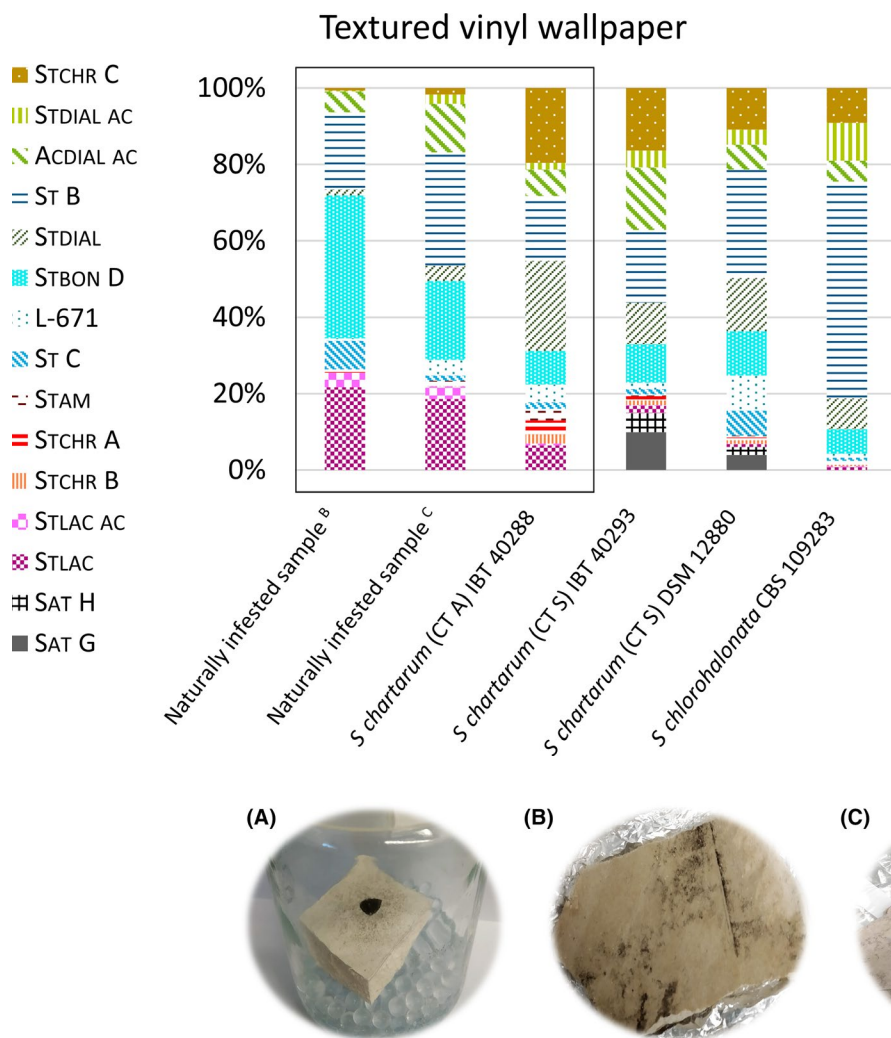 Textured vinyl wallpaper
STCHR C
STDIAL AC
ACDIAL AC
ST B
STDIAL
STBON D
L-671
ST C
STAM
STCHR A
STCHR B
STLAC AC
STLAC
SAT H
SAT G
100%
80%
60%
40%
20%
0%
Naturally infested sample B
Naturally infested sample C
S chartarum (CT A) IBT 40288
S chartarum (CT S) IBT 40293
S chartarum (CT S) DSM 12880
S chlorohalonata CBS 109283
(A)
(B)
(C)